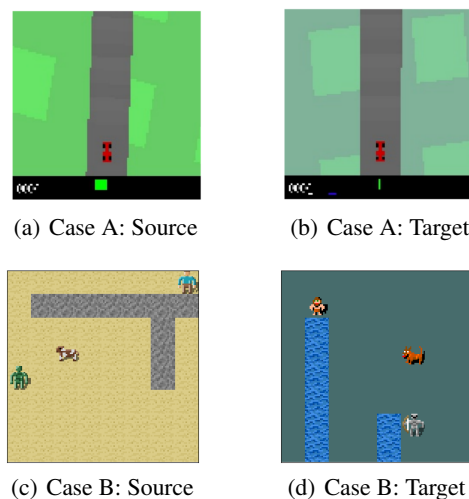 (a) Case A: Source
(b) Case A: Target
(c) Case B: Source
(d) Case B: Target